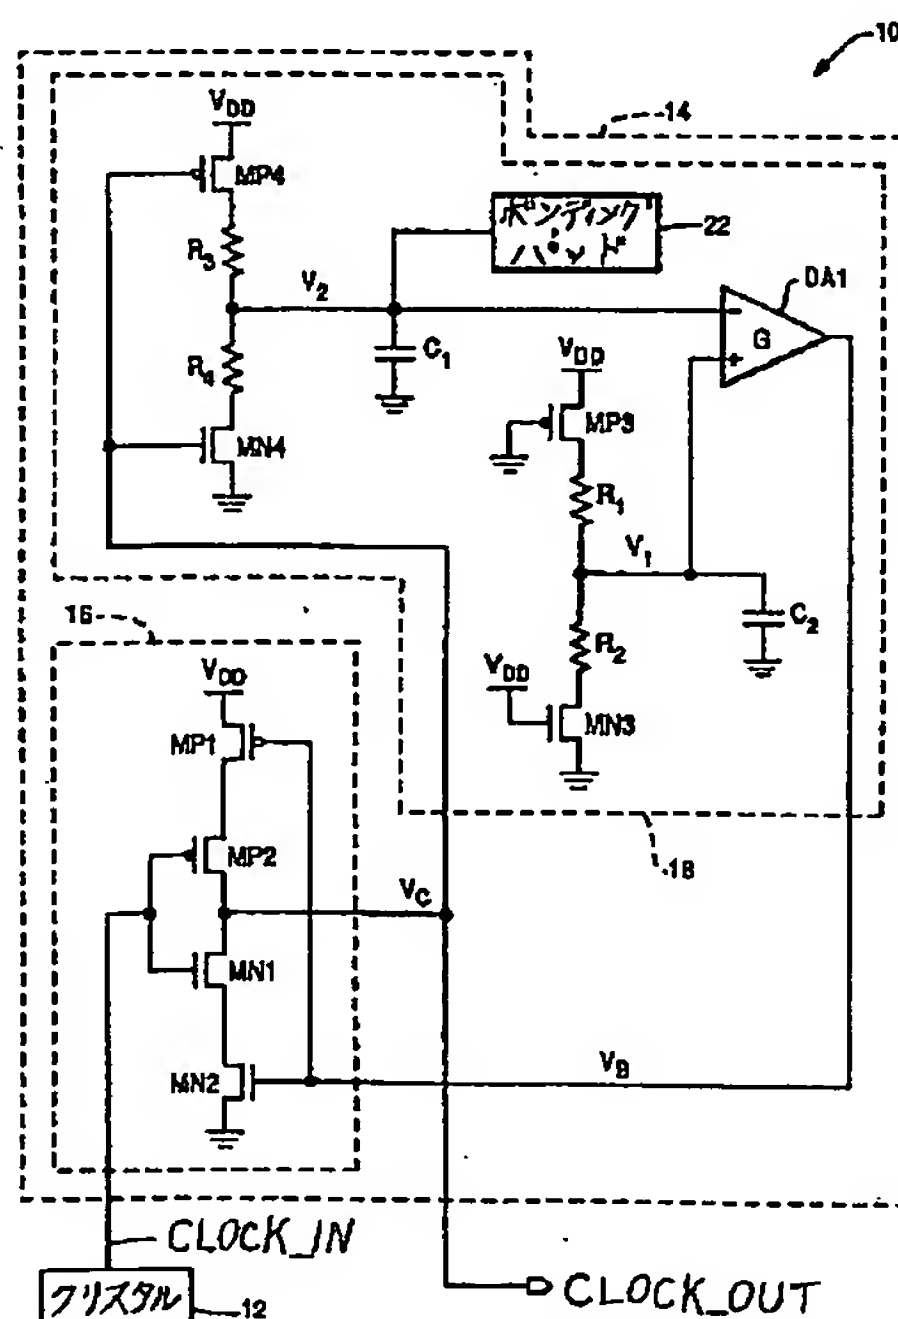 10
14
VDD
MP4
ボンディング
パッド
22
R3
V2
DA1
G
-
+
R4
C1
VDD
MP3
MN4
R1
V1
C2
R2
VDD
MN3
16
VDD
MP1
18
MP2
VC
MN1
MN2
VB
CLOCK_IN
クリスタル
12
CLOCK_OUT